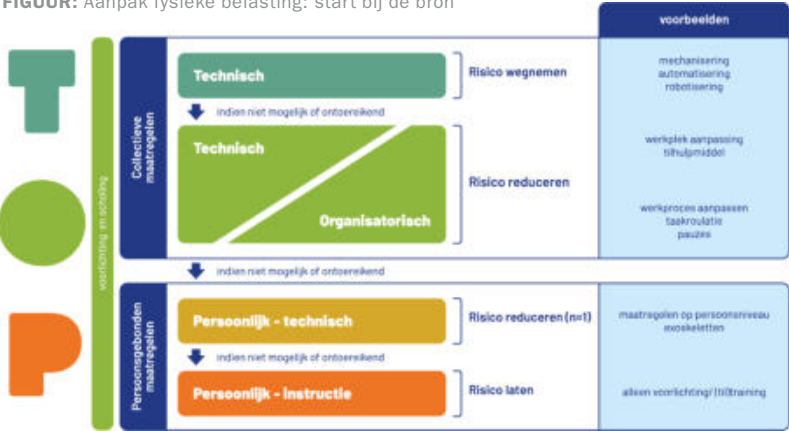 FIGUUR: Aanpak fysieke belasting: start bij de bron
voorbeelden
T
O
P
voorlichting en scholing
Collectieve
maatregelen
Technisch
Risico wegnemen
mechanisering
automatisering
robotisering
indien niet mogelijk of ontoereikend
Technisch
Organisatorisch
Risico reduceren
werkplek aanpassing
tilhulpmiddel
werkproces aanpassen
taakroulatie
pauzes
indien niet mogelijk of ontoereikend
Persoonsgebonden
maatregelen
Persoonlijk - technisch
Risico reduceren (n=1)
maatregelen op persoonsniveau
exoskeletten
indien niet mogelijk of ontoereikend
Persoonlijk - instructie
Risico laten
alleen voorlichting/(til)training